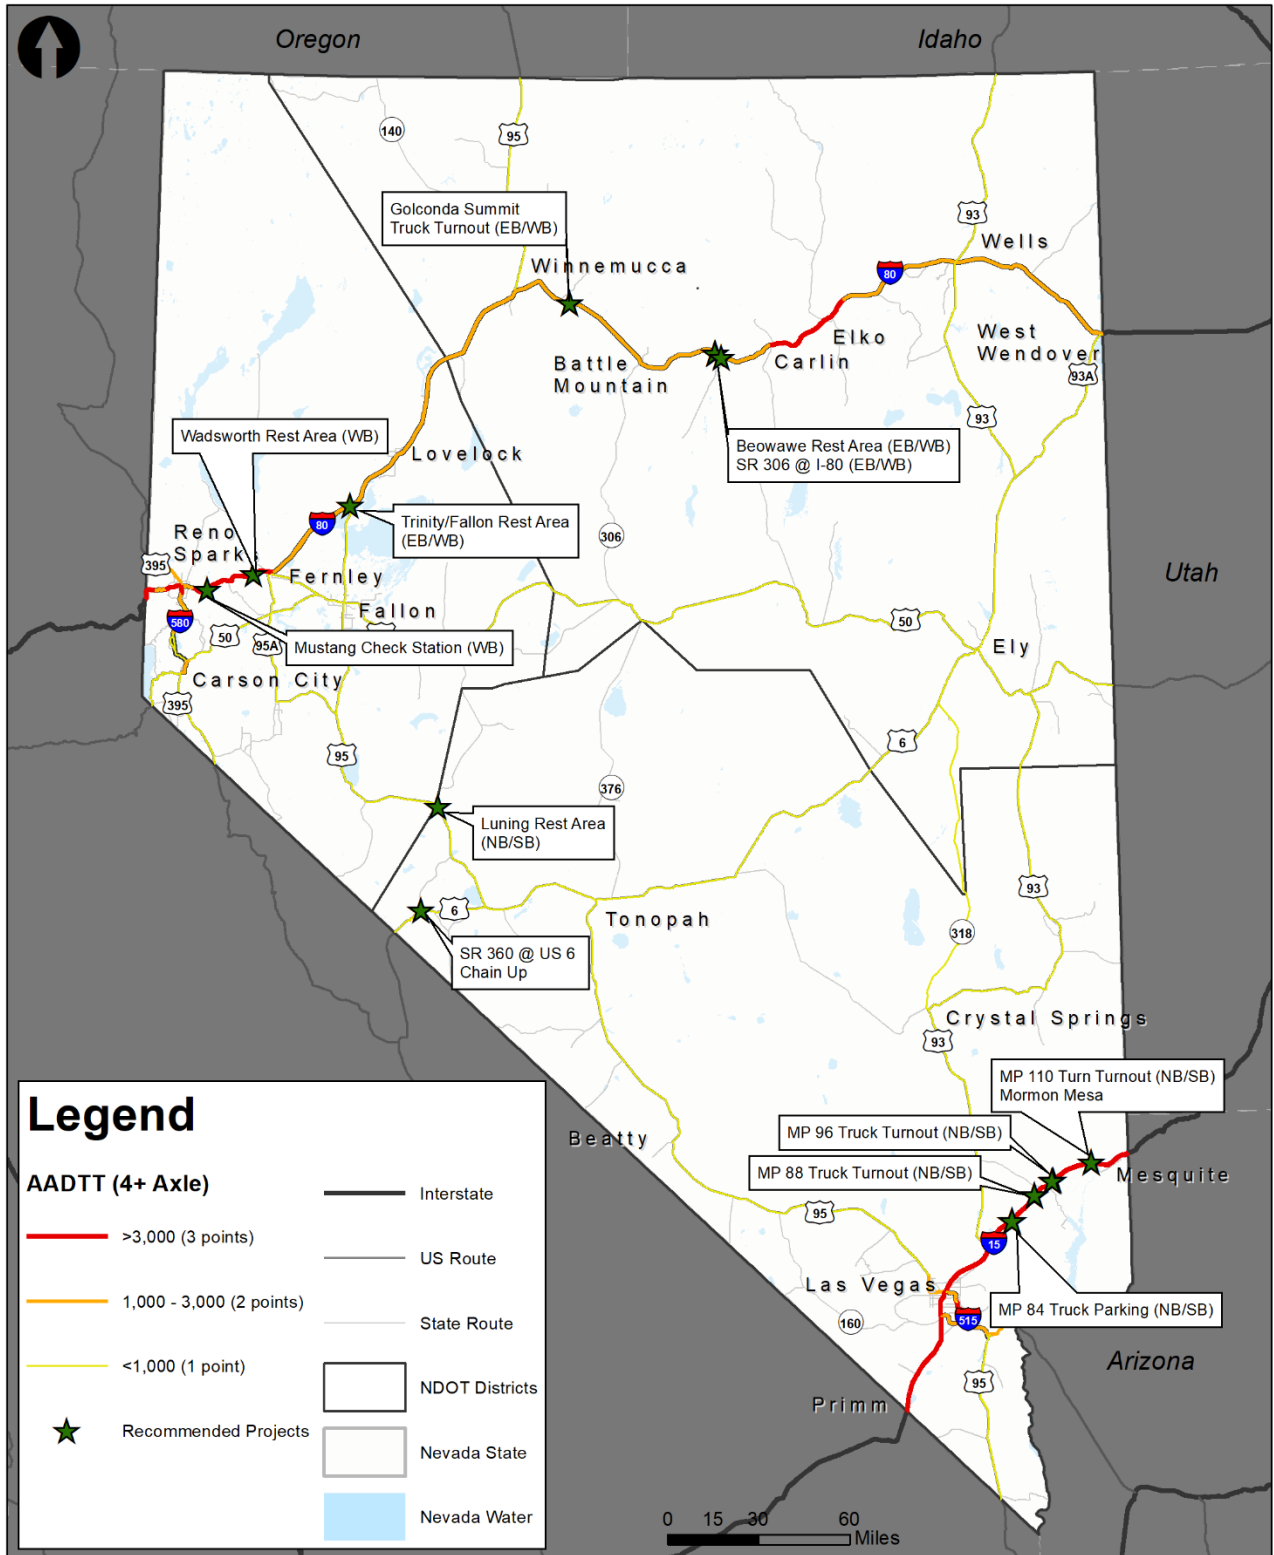 Oregon
Idaho
140
95
Golconda Summit
Truck Turnout (EB/WB)
93
Wells
Winnemucca
80
Elko
West
Wendover
Carlin
Battle
Mountain
93A
93
Wadsworth Rest Area (WB)
Beowawe Rest Area (EB/WB)
SR 306 @ I-80 (EB/WB)
Lovelock
80
Trinity/Fallon Rest Area
(EB/WB)
306
Reno
Sparks
395
Fernley
Utah
Fallon
580
50
95A
50
Mustang Check Station (WB)
Ely
Carson City
395
6
95
376
Luning Rest Area
(NB/SB)
93
6
Tonopah
318
SR 360 @ US 6
Chain Up
Crystal Springs
93
MP 110 Turn Turnout (NB/SB)
Mormon Mesa
MP 96 Truck Turnout (NB/SB)
Beatty
MP 88 Truck Turnout (NB/SB)
Mesquite
95
15
Las Vegas
MP 84 Truck Parking (NB/SB)
160
515
Arizona
95
Primm
Legend
AADTT (4+ Axle)
>3,000 (3 points)
1,000 - 3,000 (2 points)
<1,000 (1 point)
Recommended Projects
Interstate
US Route
State Route
NDOT Districts
Nevada State
Nevada Water
0 15 30 60
Miles